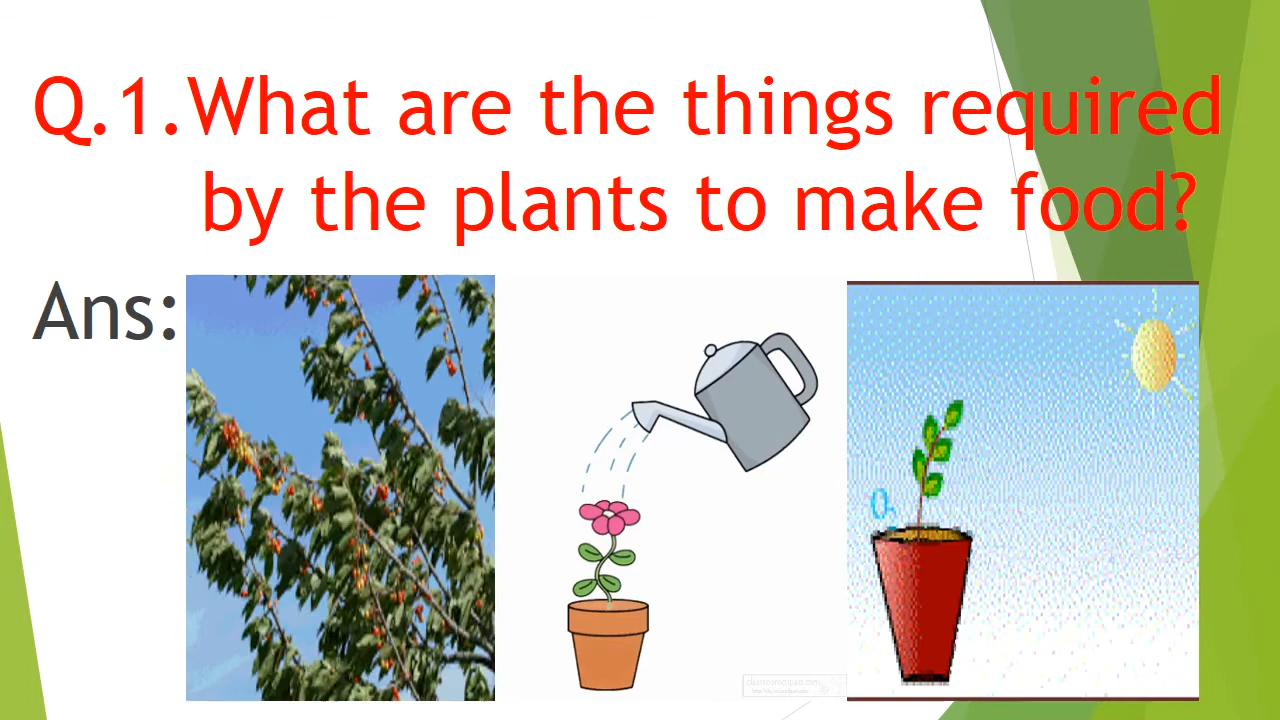 Q.1.What are the things required
by the plants to make food?
Ans: